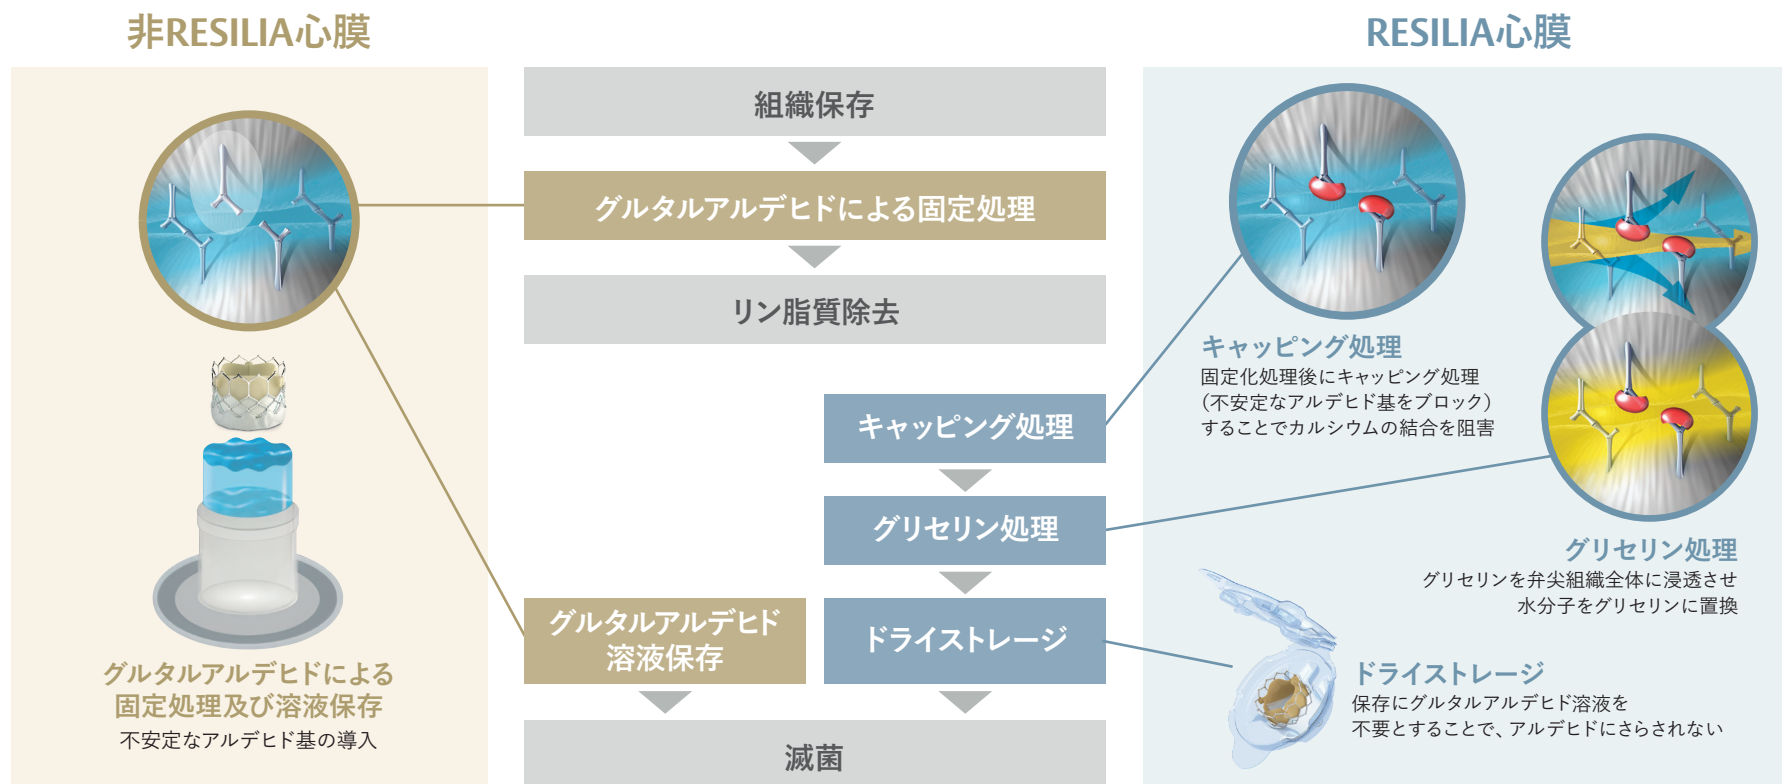 非RESILIA心膜
RESILIA心膜
組織保存
グルタルアルデヒドによる固定処理
リン脂質除去
キャッピング処理
グリセリン処理
グルタルアルデヒド
溶液保存
ドライストレージ
滅菌
グルタルアルデヒドによる
固定処理及び溶液保存
不安定なアルデヒド基の導入
キャッピング処理
固定化処理後にキャッピング処理
（不安定なアルデヒド基をブロック）
することでカルシウムの結合を阻害
グリセリン処理
グリセリンを弁尖組織全体に浸透させ
水分子をグリセリンに置換
ドライストレージ
保存にグルタルアルデヒド溶液を
不要とすることで、アルデヒドにさらされない